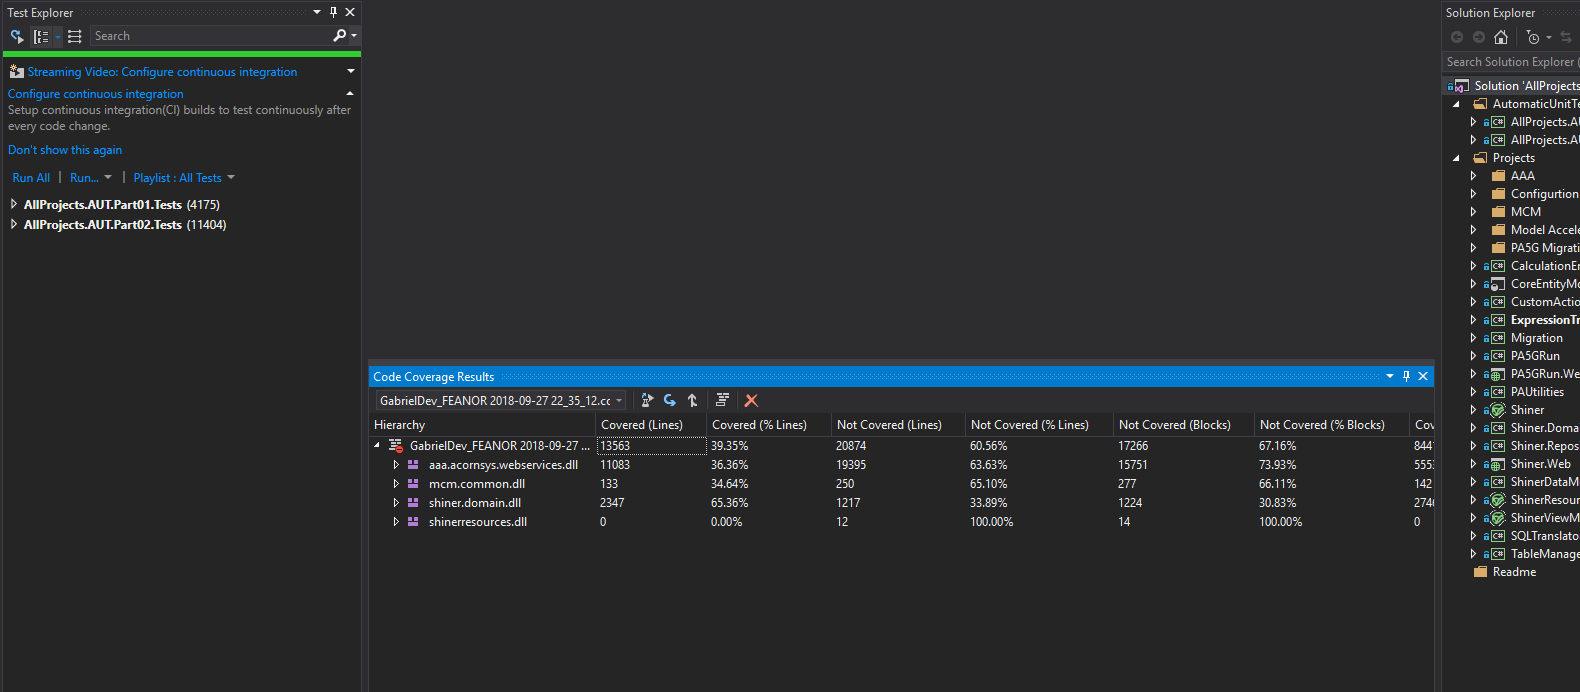 Test Explorer
Search
Streaming Video: Configure continuous integration
Configure continuous integration
Setup continuous integration(CI) builds to test continuously after
every code change.
Don't show this again
Run All | Run... | Playlist : All Tests
AllProjects.AUT.Part01.Tests (4175)
AllProjects.AUT.Part02.Tests (11404)
Code Coverage Results
GabrielDev_FEANOR 2018-09-27 22_35_12.cc
Hierarchy Covered (Lines) Covered (% Lines) Not Covered (Lines) Not Covered (% Lines) Not Covered (Blocks) Not Covered (% Blocks) Cov
GabrielDev_FEANOR 2018-09-27 ... 13563 39.35% 20874 60.56% 17266 67.16% 844
aaa.acornsys.webservices.dll 11083 36.36% 19395 63.63% 15751 73.93% 555
mcm.common.dll 133 34.64% 250 65.10% 277 66.11% 142
shiner.domain.dll 2347 65.36% 1217 33.89% 1224 30.83% 274
shinerresources.dll 0 0.00% 12 100.00% 14 100.00% 0
Solution Explorer
Search Solution Explorer (
Solution 'AllProjects
AutomaticUnitTe
AllProjects.AU
AllProjects.AU
Projects
AAA
Configurtion
MCM
Model Accele
PA5G Migrati
CalculationEn
CoreEntityMo
CustomActio
ExpressionTr
Migration
PA5GRun
PA5GRun.We
PAUtilities
Shiner
Shiner.Doma
Shiner.Repos
Shiner.Web
ShinerDataM
ShinerResour
ShinerViewM
SQLTranslato
TableManage
Readme